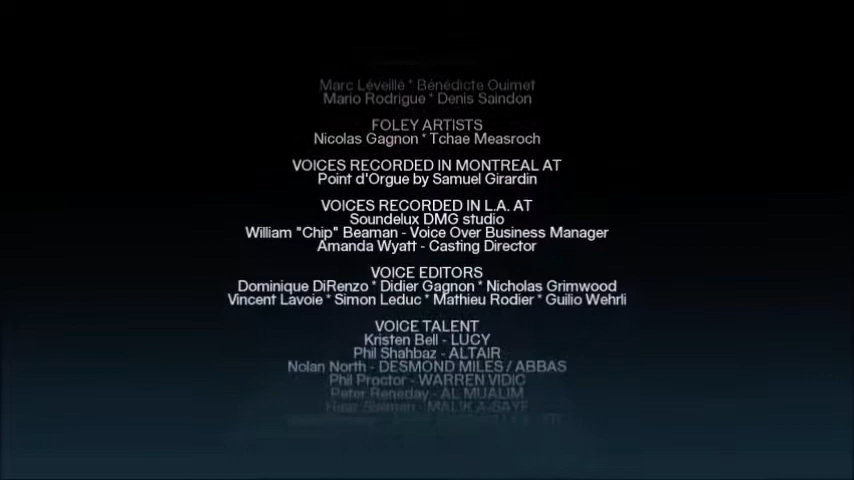 Marc Léveillé * Bénédicte Ouimet
Mario Rodrigue * Denis Saindon
FOLEY ARTISTS
Nicolas Gagnon * Tchae Measroch
VOICES RECORDED IN MONTREAL AT
Point d'Orgue by Samuel Girardin
VOICES RECORDED IN L.A. AT
Soundelux DMG studio
William "Chip" Beaman - Voice Over Business Manager
Amanda Wyatt - Casting Director
VOICE EDITORS
Dominique DiRenzo * Didier Gagnon * Nicholas Grimwood
Vincent Lavoie * Simon Leduc * Mathieu Rodier * Guilio Wehrli
VOICE TALENT
Kristen Bell - LUCY
Phil Shahbaz - ALTAIR
Nolan North - DESMOND MILES / ABBAS
Phil Proctor - WARREN VIDIC
Peter Reneday - AL MUALIM
MALIK A-SAYF